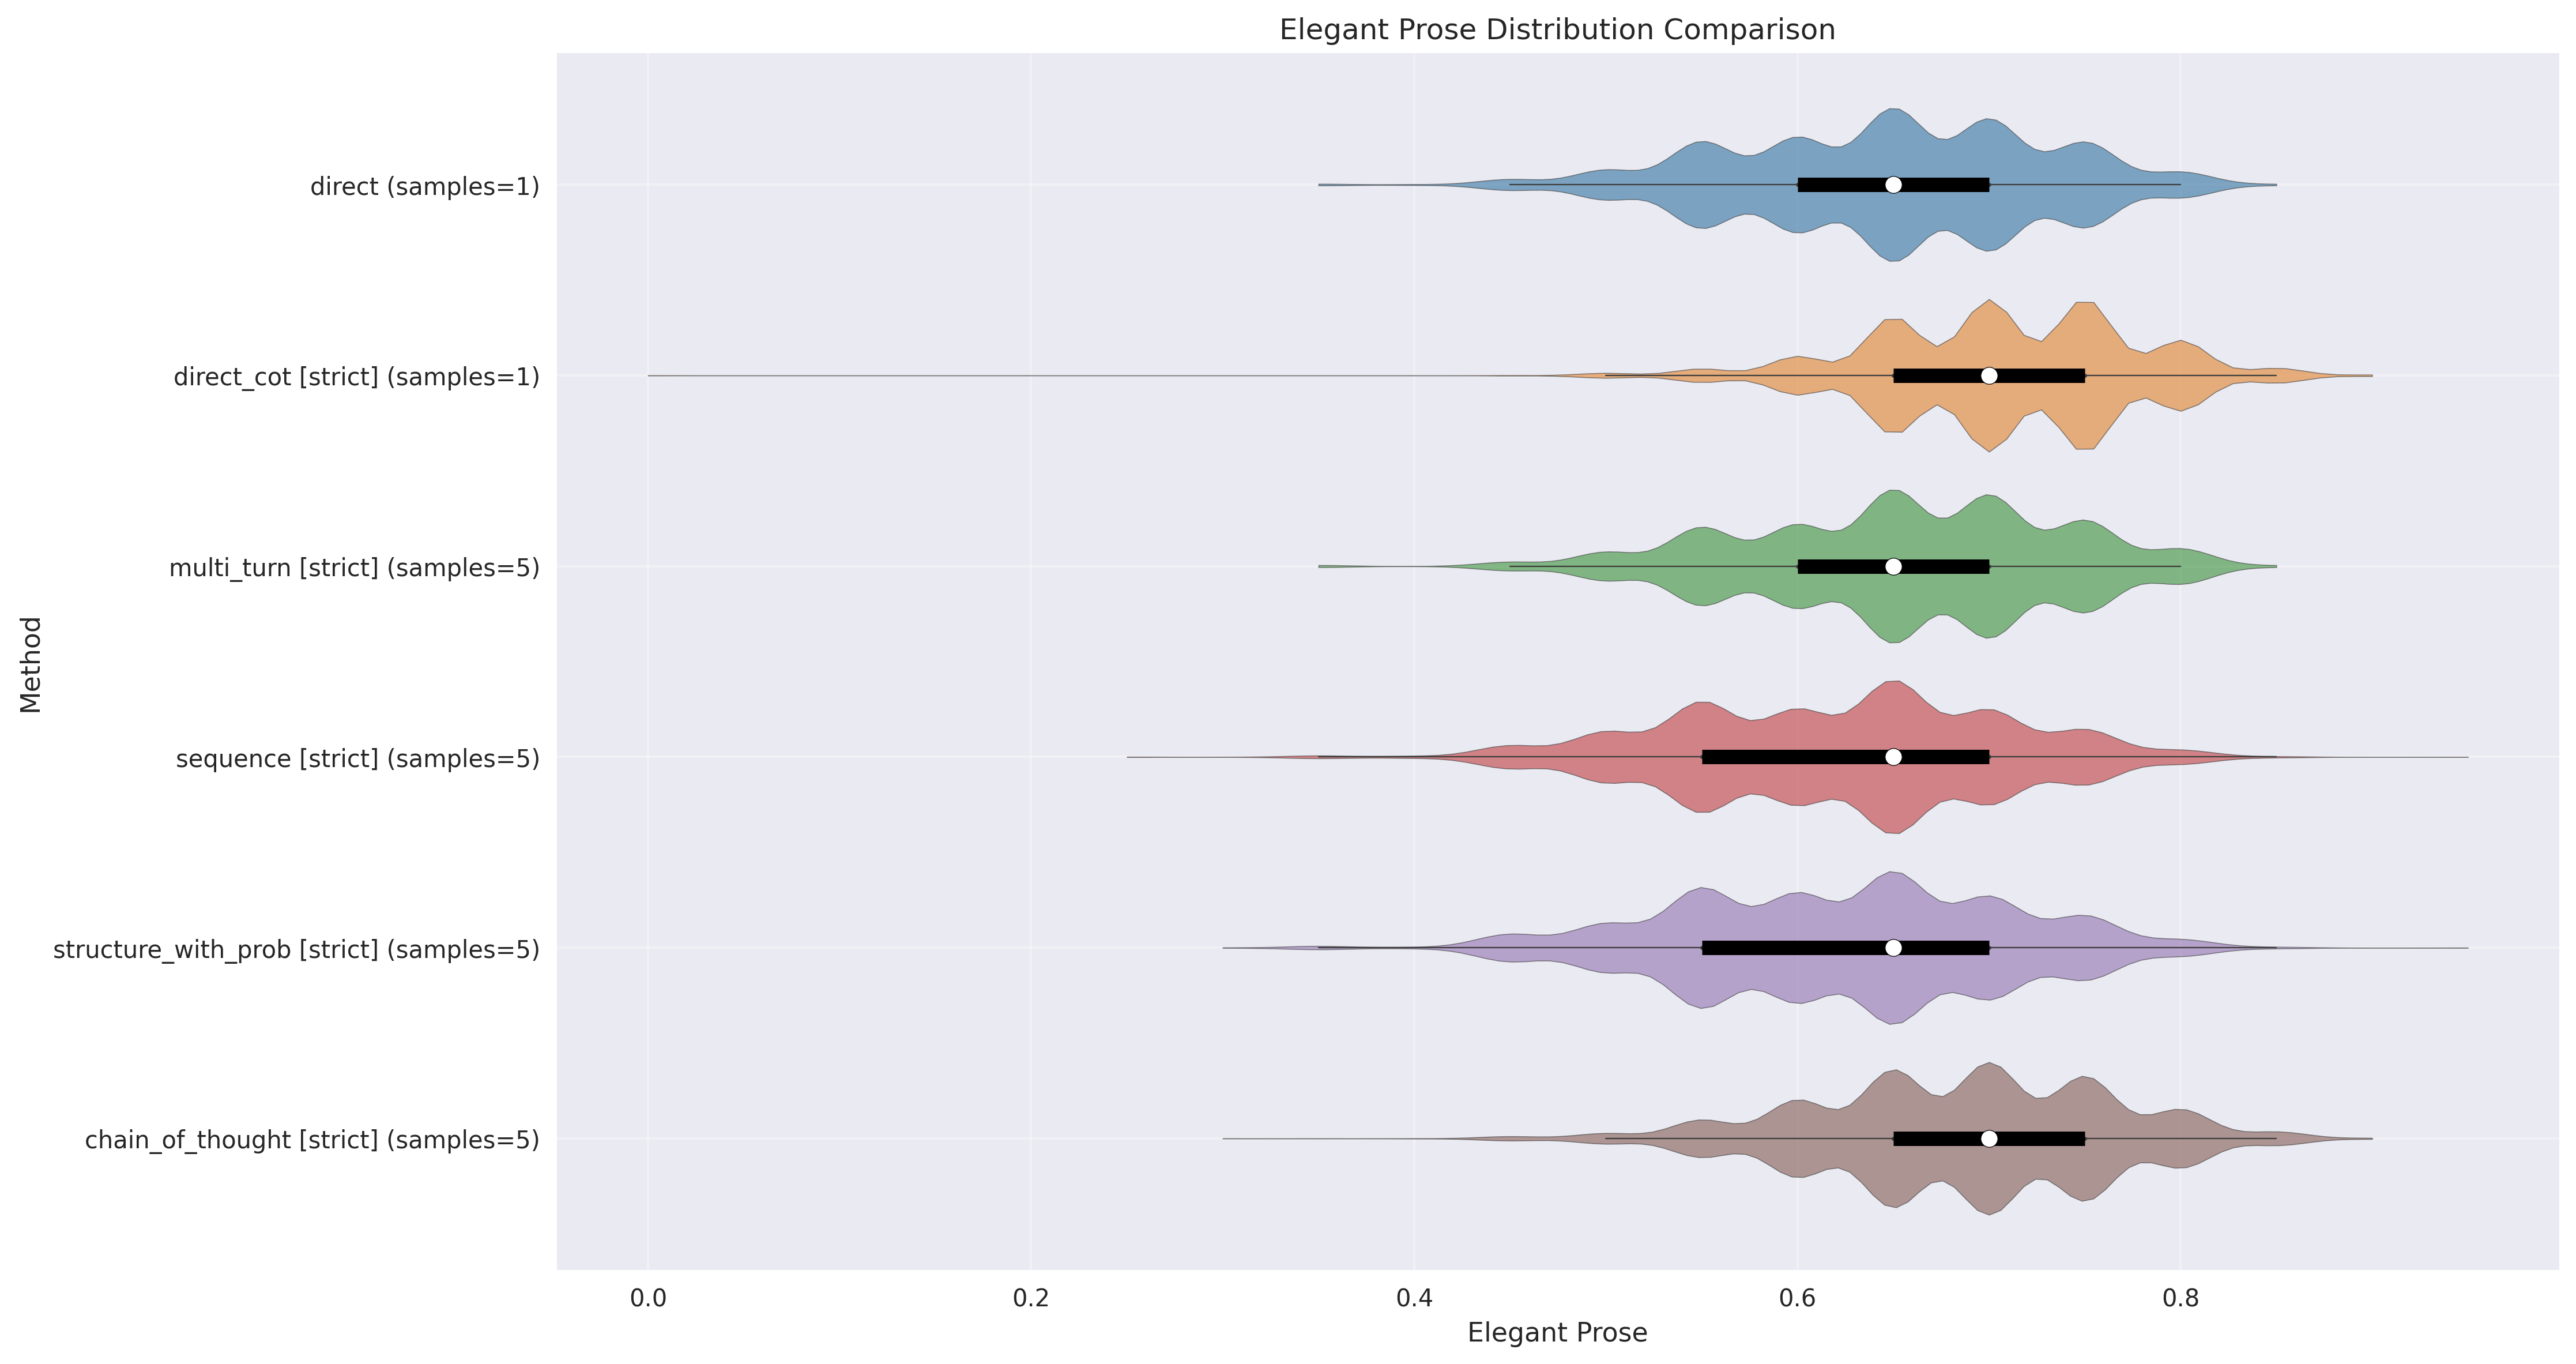 Elegant Prose Distribution Comparison
direct (samples=1)
direct_cot [strict] (samples=1)
multi_turn [strict] (samples=5)
sequence [strict] (samples=5)
structure_with_prob [strict] (samples=5)
chain_of_thought [strict] (samples=5)
Method
0.0 0.2 0.4 0.6 0.8
Elegant Prose